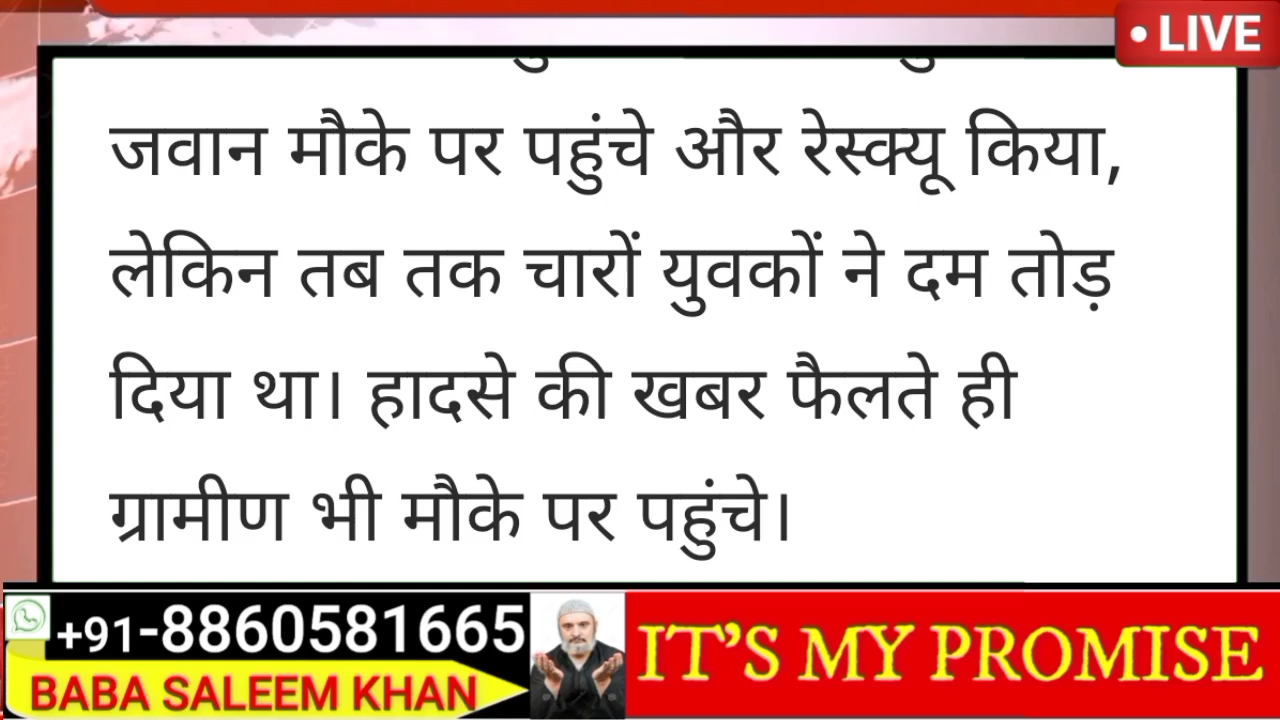 • LIVE
जवान मौके पर पहुंचे और रेस्क्यू किया,
लेकिन तब तक चारों युवकों ने दम तोड़
दिया था। हादसे की खबर फैलते ही
ग्रामीण भी मौके पर पहुंचे।
+91-8860581665
BABA SALEEM KHAN
IT'S MY PROMISE